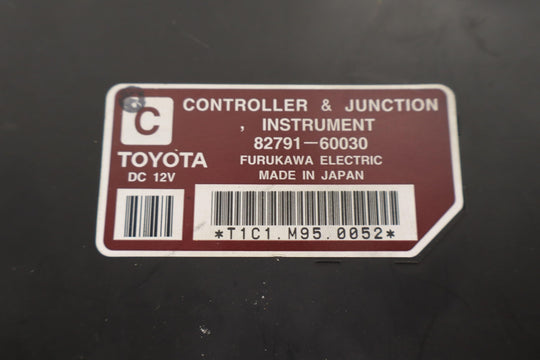 C
CONTROLLER & JUNCTION
, INSTRUMENT
TOYOTA
82791-60030
DC 12V
FURUKAWA ELECTRIC
MADE IN JAPAN
*T1C1.M95.0052*